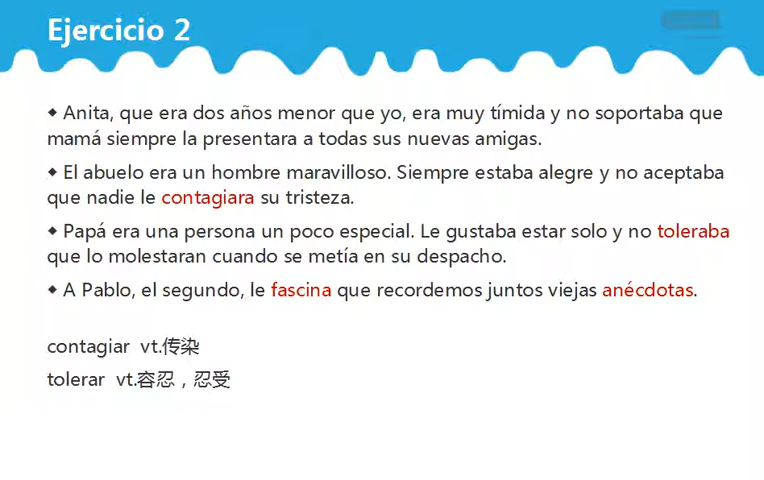 Ejercicio 2
◆ Anita, que era dos años menor que yo, era muy tímida y no soportaba que
mamá siempre la presentara a todas sus nuevas amigas.
◆ El abuelo era un hombre maravilloso. Siempre estaba alegre y no aceptaba
que nadie le contagiara su tristeza.
◆ Papá era una persona un poco especial. Le gustaba estar solo y no toleraba
que lo molestaran cuando se metía en su despacho.
◆ A Pablo, el segundo, le fascina que recordemos juntos viejas anécdotas.
contagiar vt.传染
tolerar vt.容忍，忍受